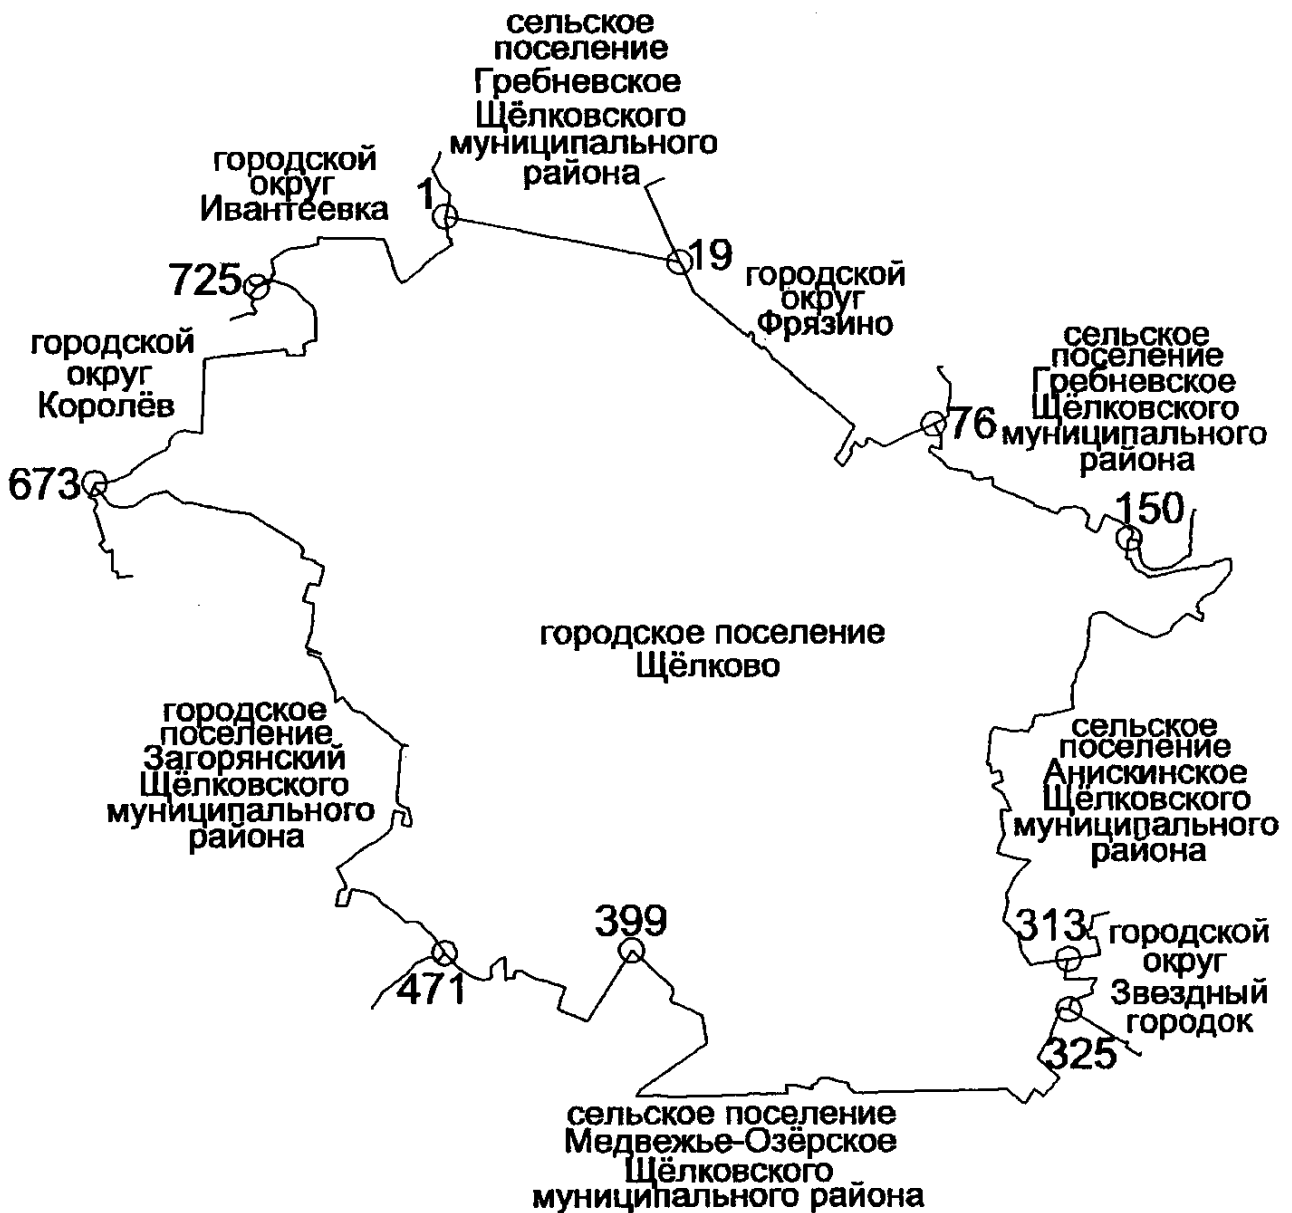 сельское
поселение
Гребневское
Щёлковского
муниципального
района
городской
округ
Ивантеевка
1
19
725
городской
округ
Фрязино
городской
округ
Королёв
сельское
поселение
Гребневское
Щёлковского
муниципального
района
76
673
150
городское поселение
Щёлково
городское
поселение
Загорянский
Щёлковского
муниципального
района
сельское
поселение
Анискинское
Щёлковского
муниципального
района
399
313
городской
округ
Звездный
городок
471
325
сельское поселение
Медвежье-Озёрское
Щёлковского
муниципального района